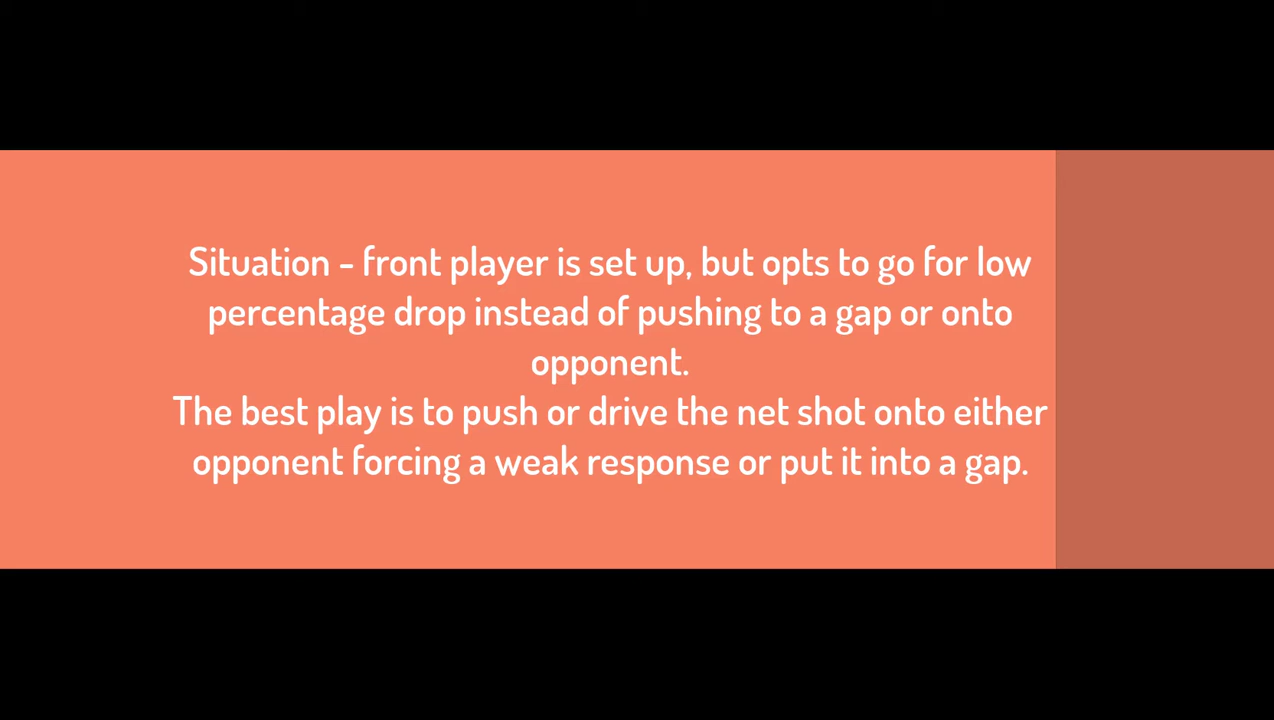 Situation - front player is set up, but opts to go for low
percentage drop instead of pushing to a gap or onto
opponent.
The best play is to push or drive the net shot onto either
opponent forcing a weak response or put it into a gap.